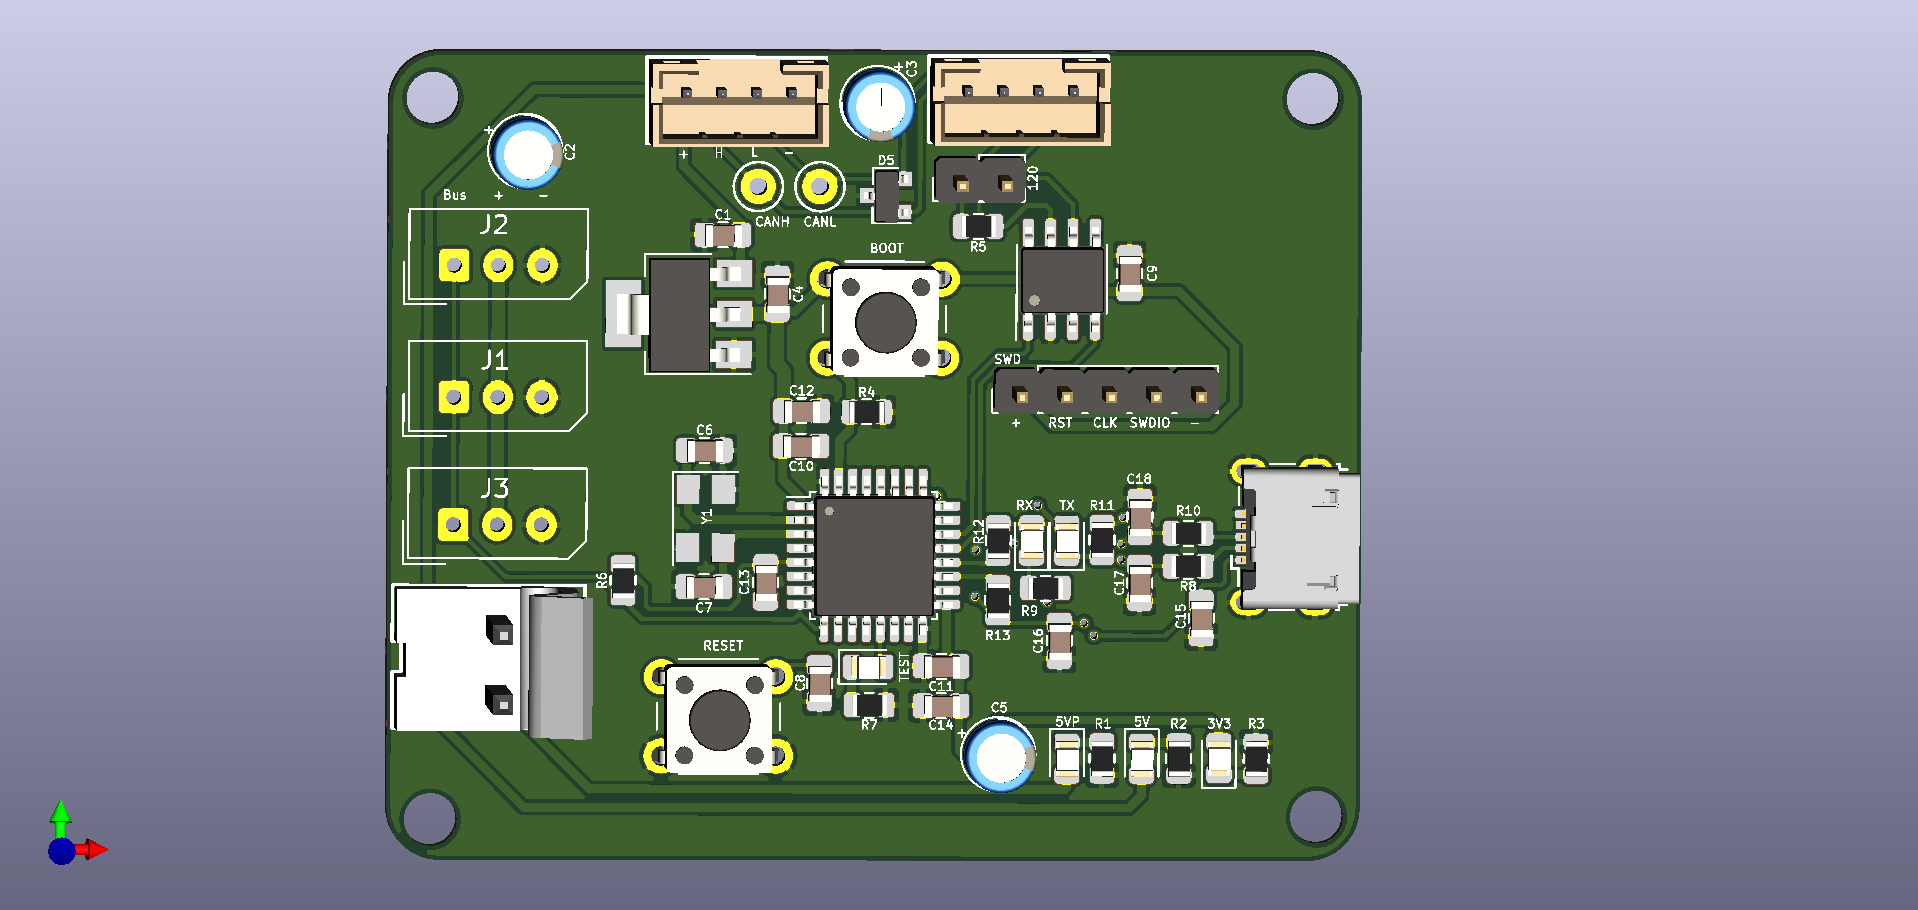 + C3
+ C2
+ H L -
D5
120
Bus + -
CANH CANL
C1
R5
J2
BOOT
C9
C4
J1
SWD
C12 R4
+ RST CLK SWDIO -
C6
C10
C18
J3
Y1
RX TX R11
R10
R12
R6
C13
C17
R8
C7
R9
C15
R13
C16
RESET
TEST
C8
C11
R7
C14
C5
+
5VP R1 5V R2 3V3 R3